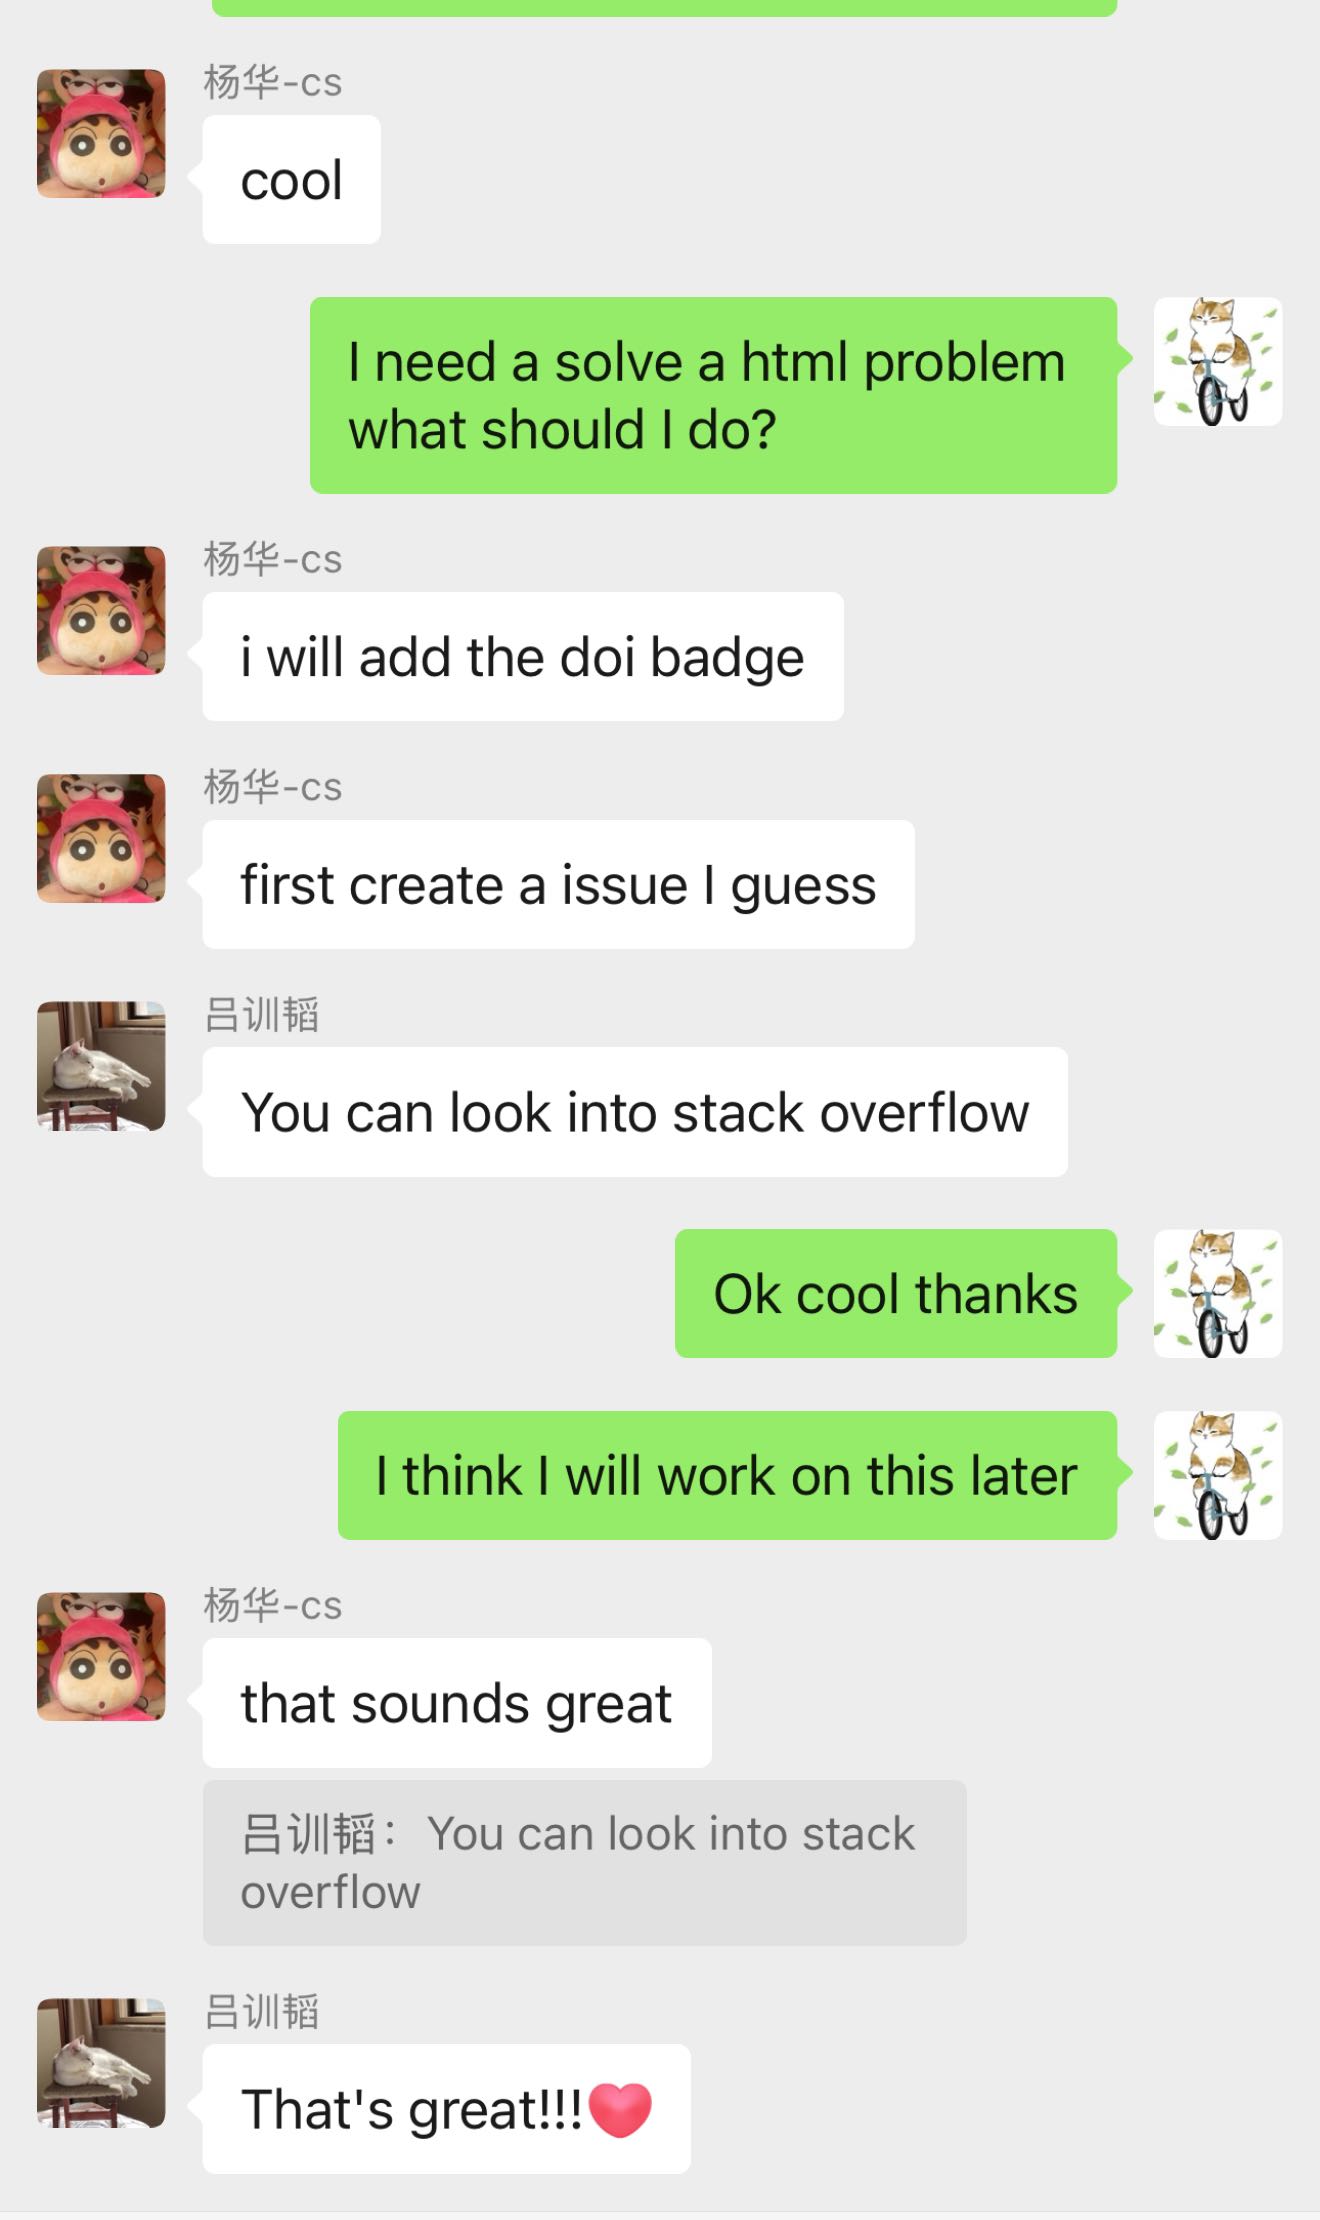 杨华-cs
cool
I need a solve a html problem
what should I do?
杨华-cs
i will add the doi badge
杨华-cs
first create a issue I guess
吕训韬
You can look into stack overflow
Ok cool thanks
I think I will work on this later
杨华-cs
that sounds great
吕训韬：You can look into stack
overflow
吕训韬
That's great!!!❤️